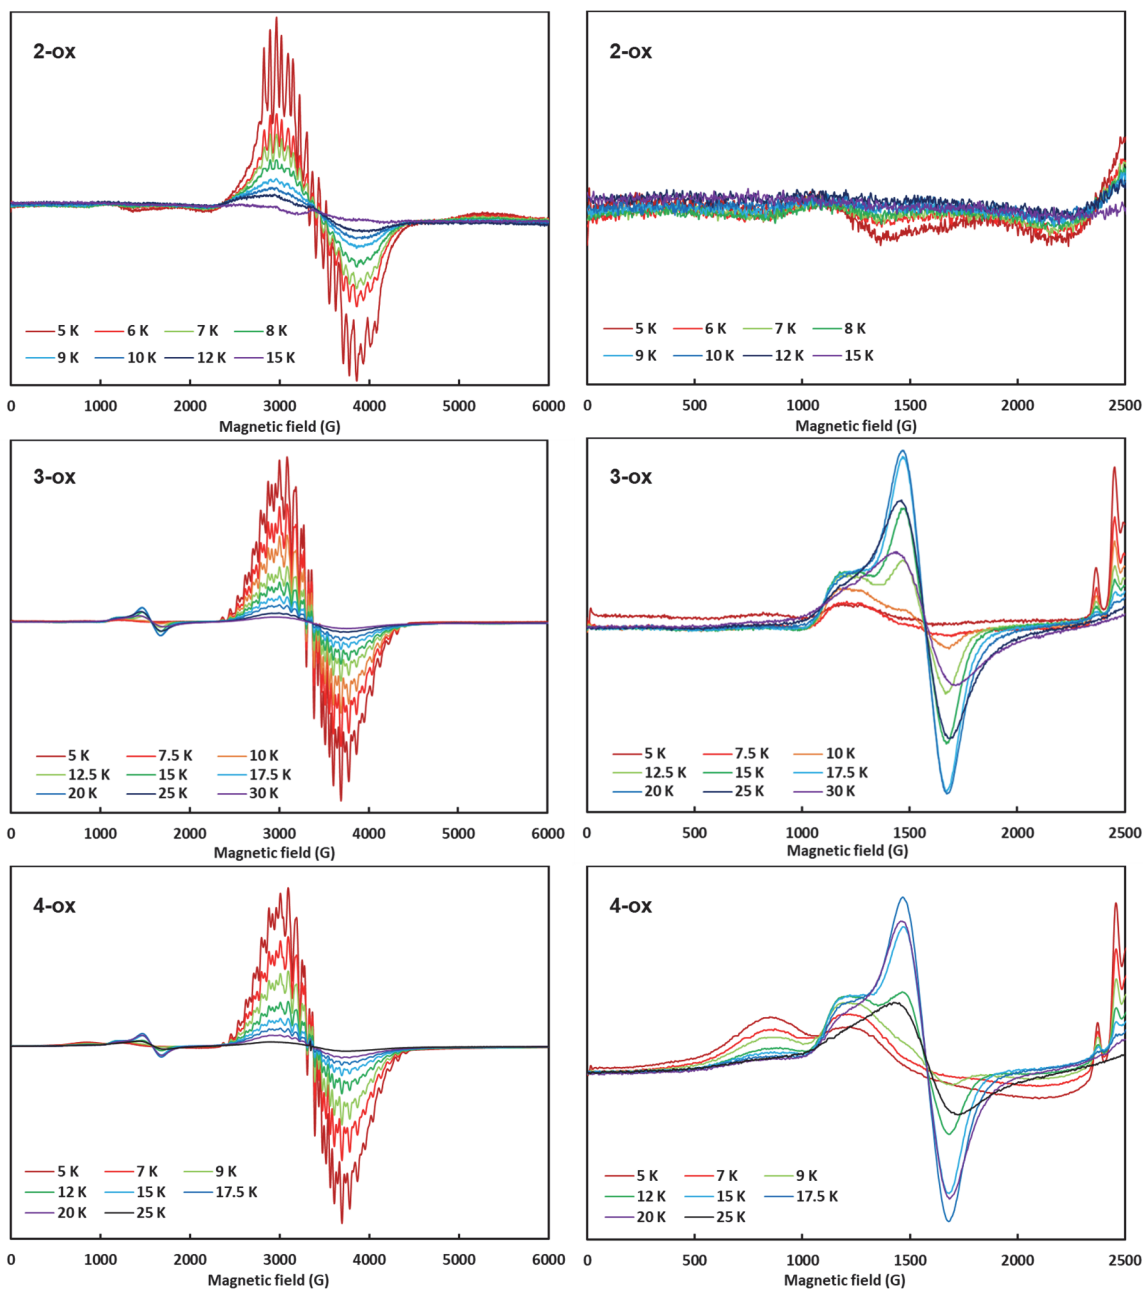 2-ox
5 K 6 K 7 K 8 K
9 K 10 K 12 K 15 K
0 1000 2000 3000 4000 5000 6000
Magnetic field (G)
2-ox
5 K 6 K 7 K 8 K
9 K 10 K 12 K 15 K
0 500 1000 1500 2000 2500
Magnetic field (G)
3-ox
5 K 7.5 K 10 K
12.5 K 15 K 17.5 K
20 K 25 K 30 K
0 1000 2000 3000 4000 5000 6000
Magnetic field (G)
3-ox
5 K 7.5 K 10 K
12.5 K 15 K 17.5 K
20 K 25 K 30 K
0 500 1000 1500 2000 2500
Magnetic field (G)
4-ox
5 K 7 K 9 K
12 K 15 K 17.5 K
20 K 25 K
0 1000 2000 3000 4000 5000 6000
Magnetic field (G)
4-ox
5 K 7 K 9 K
12 K 15 K 17.5 K
20 K 25 K
0 500 1000 1500 2000 2500
Magnetic field (G)